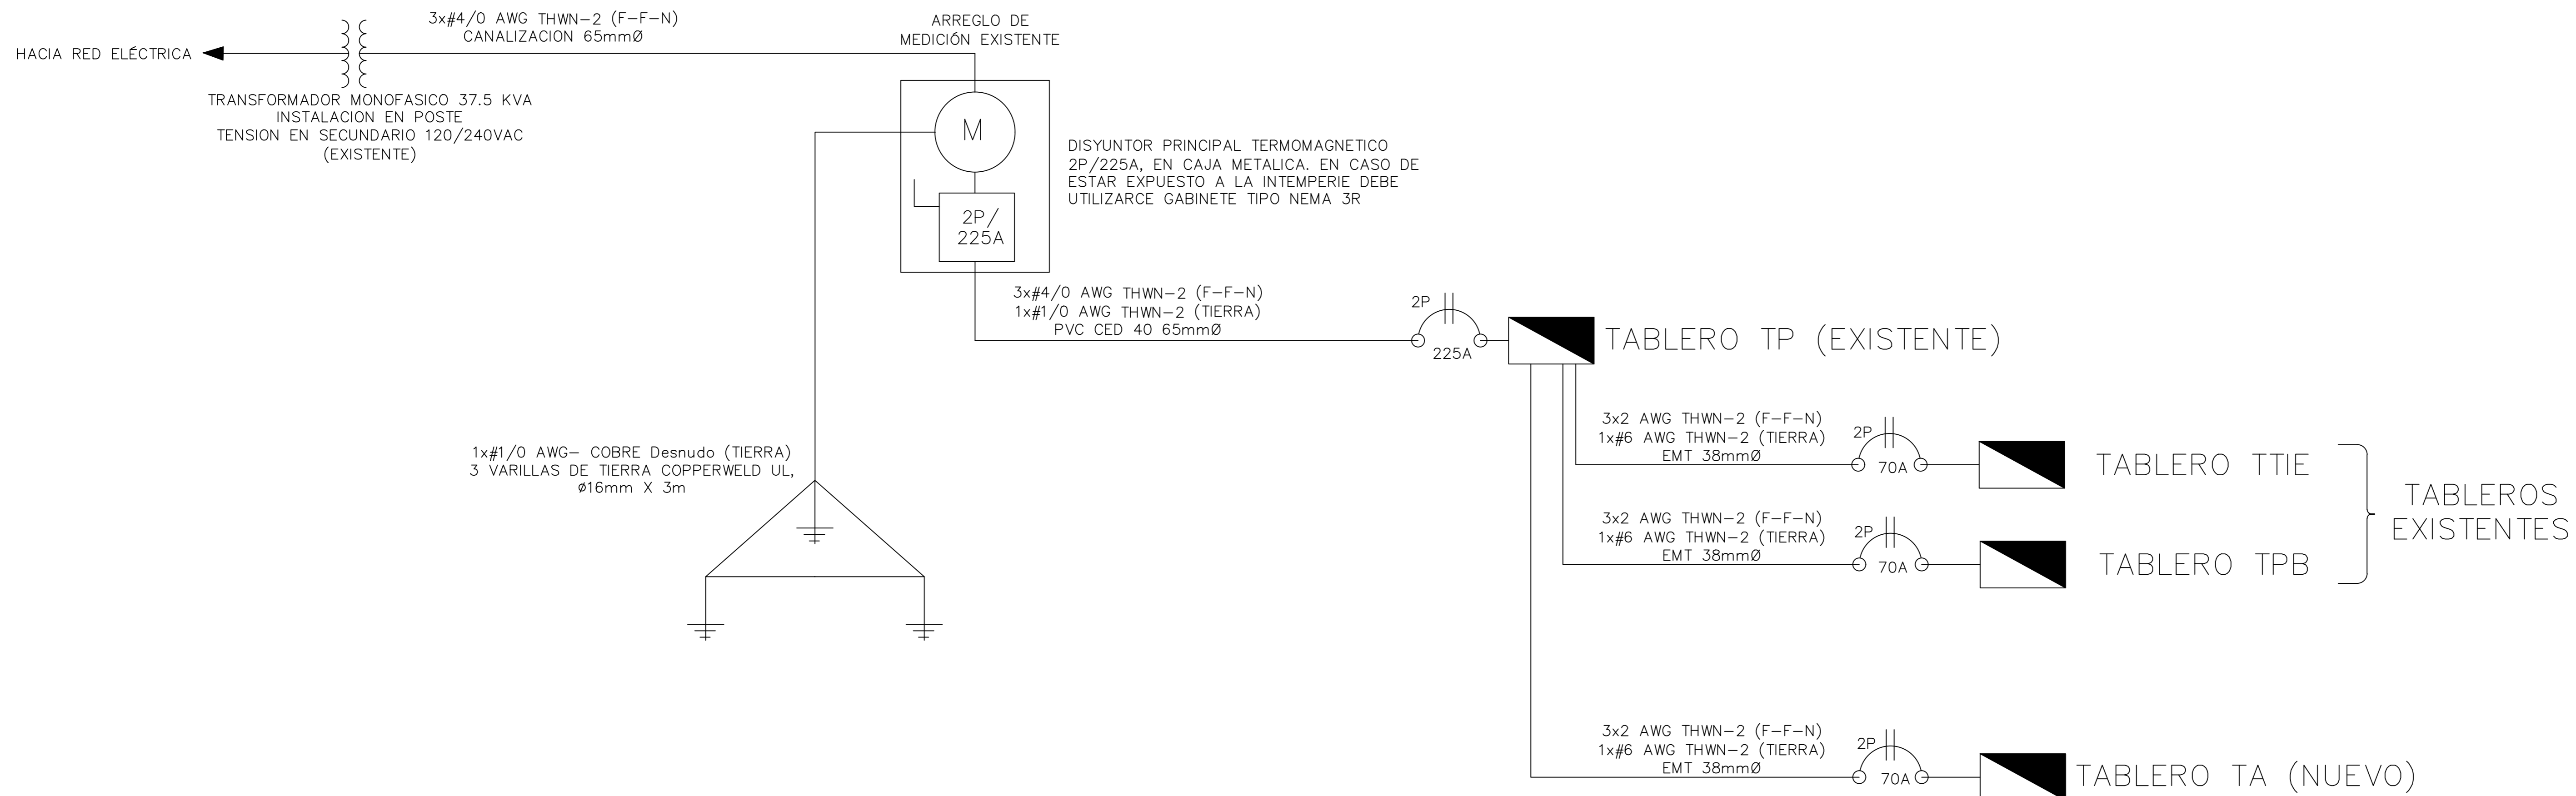 HACIA RED ELÉCTRICA
3x#4/0 AWG THWN-2 (F-F-N)
CANALIZACION 65mmØ
ARREGLO DE
MEDICIÓN EXISTENTE
TRANSFORMADOR MONOFASICO 37.5 KVA
INSTALACION EN POSTE
TENSION EN SECUNDARIO 120/240VAC
(EXISTENTE)
M
2P/
225A
DISYUNTOR PRINCIPAL TERMOMAGNETICO
2P/225A, EN CAJA METALICA. EN CASO DE
ESTAR EXPUESTO A LA INTEMPERIE DEBE
UTILIZARCE GABINETE TIPO NEMA 3R
3x#4/0 AWG THWN-2 (F-F-N)
1x#1/0 AWG THWN-2 (TIERRA)
PVC CED 40 65mmØ
2P
225A
TABLERO TP (EXISTENTE)
1x#1/0 AWG- COBRE Desnudo (TIERRA)
3 VARILLAS DE TIERRA COPPERWELD UL,
ø16mm X 3m
3x2 AWG THWN-2 (F-F-N)
1x#6 AWG THWN-2 (TIERRA)
EMT 38mmØ
2P
70A
TABLERO TTIE
3x2 AWG THWN-2 (F-F-N)
1x#6 AWG THWN-2 (TIERRA)
EMT 38mmØ
2P
70A
TABLERO TPB
TABLEROS
EXISTENTES
3x2 AWG THWN-2 (F-F-N)
1x#6 AWG THWN-2 (TIERRA)
EMT 38mmØ
2P
70A
TABLERO TA (NUEVO)